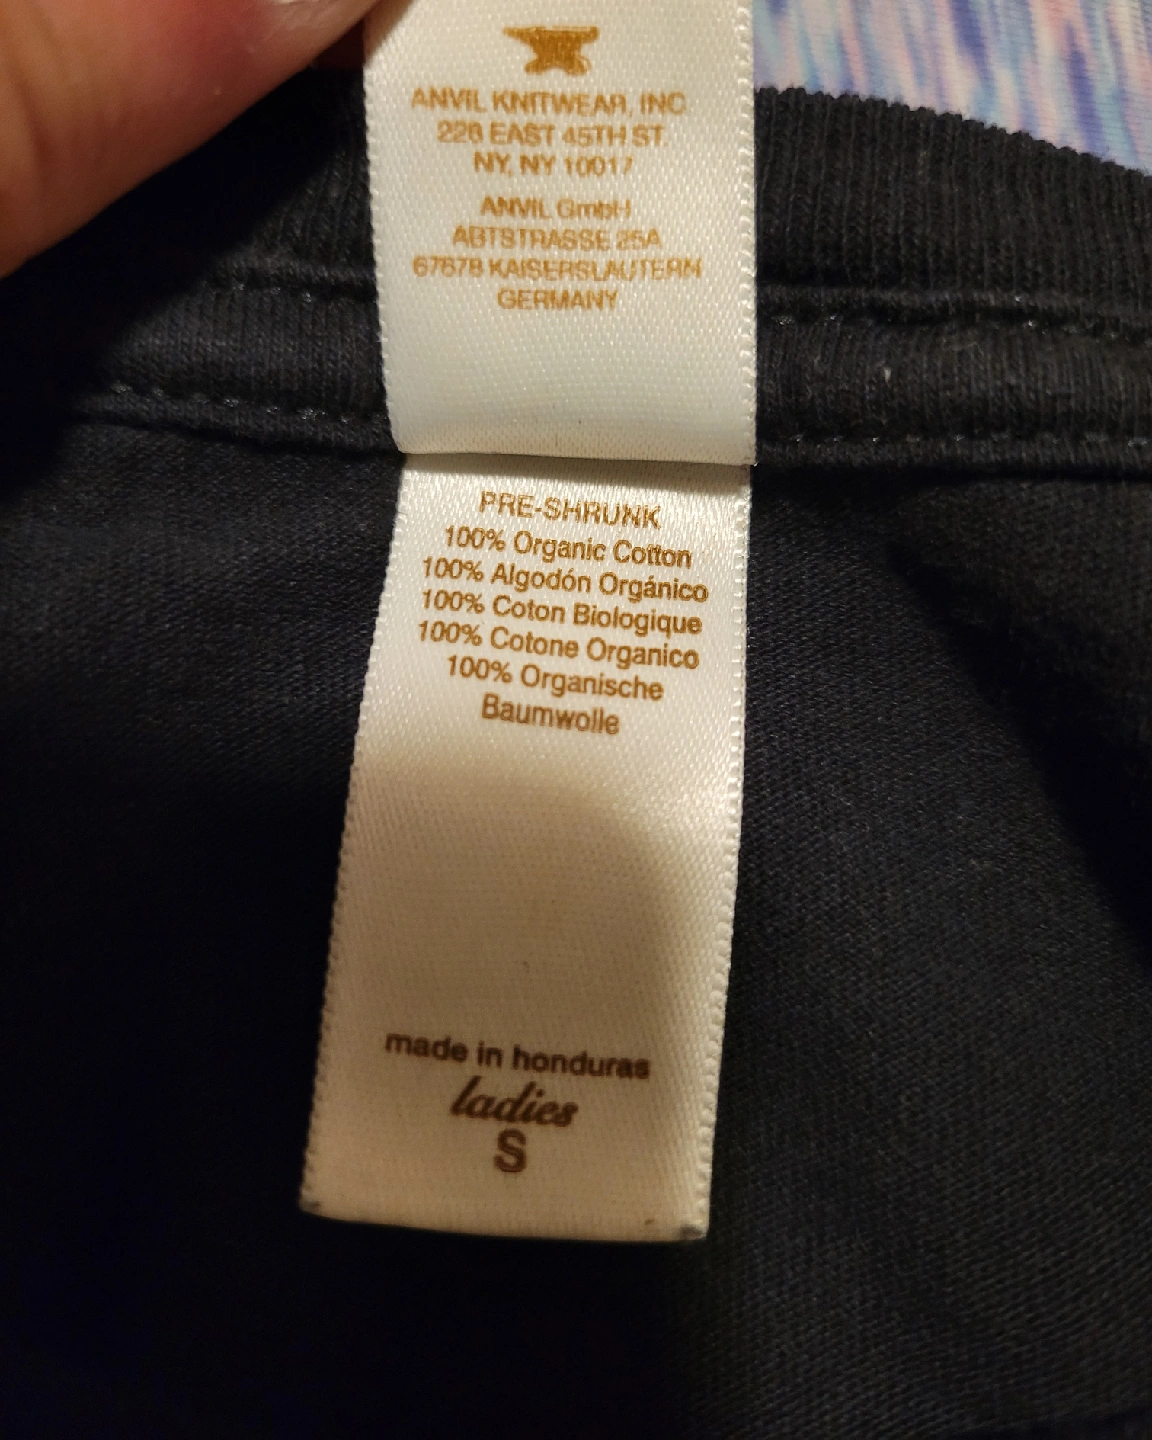 ANVIL KNITWEAR, INC.
228 EAST 45TH ST.
NY, NY 10017
ANVIL GmbH
ABTSTRASSE 25A
67678 KAISERSLAUTERN
GERMANY
PRE-SHRUNK
100% Organic Cotton
100% Algodón Orgánico
100% Coton Biologique
100% Cotone Organico
100% Organische
Baumwolle
made in honduras
ladies
S